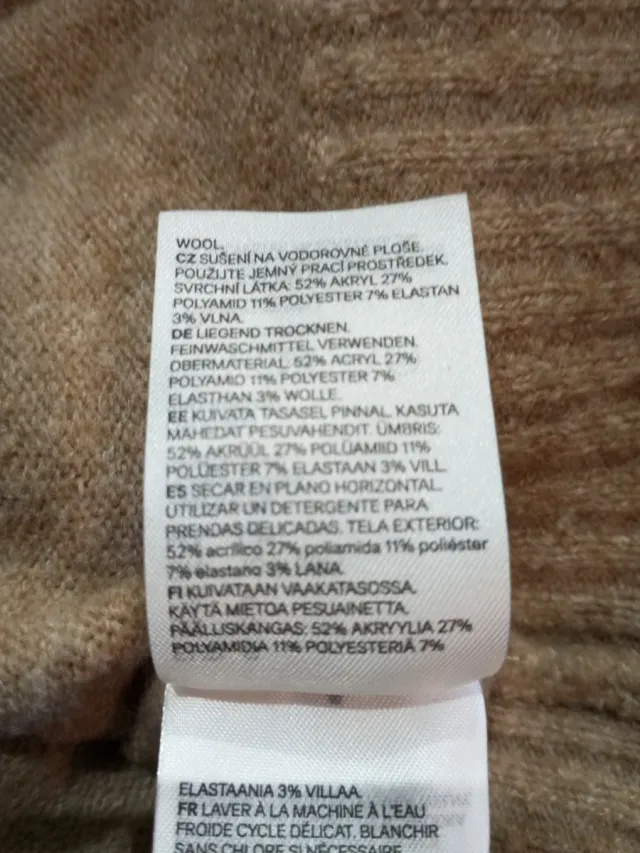 WOOL.
CZ SUŠENÍ NA VODOROVNÉ PLOŠE.
POUŽIJTE JEMNÝ PRACÍ PROSTŘEDEK.
SVRCHNÍ LÁTKA: 52% AKRYL 27%
POLYAMID 11% POLYESTER 7% ELASTAN
3% VLNA.
DE LIEGEND TROCKNEN.
FEINWASCHMITTEL VERWENDEN.
OBERMATERIAL: 52% ACRYL 27%
POLYAMID 11% POLYESTER 7%
ELASTHAN 3% WOLLE.
EE KUIVATA TASASEL PINNAL. KASUTA
MAHEDAT PESUVAHENDIT. ÜMBRIS:
52% AKRÜÜL 27% POLÜAMIID 11%
POLÜESTER 7% ELASTAAN 3% VILL.
ES SECAR EN PLANO HORIZONTAL.
UTILIZAR UN DETERGENTE PARA
PRENDAS DELICADAS. TELA EXTERIOR:
52% acrílico 27% poliamida 11% poliéster
7% elastano 3% LANA.
FI KUIVATAAN VAAKATASOSSA.
KÄYTÄ MIETOA PESUAINETTA.
PÄÄLLISKANGAS: 52% AKRYYLIA 27%
POLYAMIDIA 11% POLYESTERIÄ 7%
ELASTAANIA 3% VILLAA.
FR LAVER À LA MACHINE À L'EAU
FROIDE CYCLE DÉLICAT. BLANCHIR
SANS CHLORE SI NÉCESSAIRE